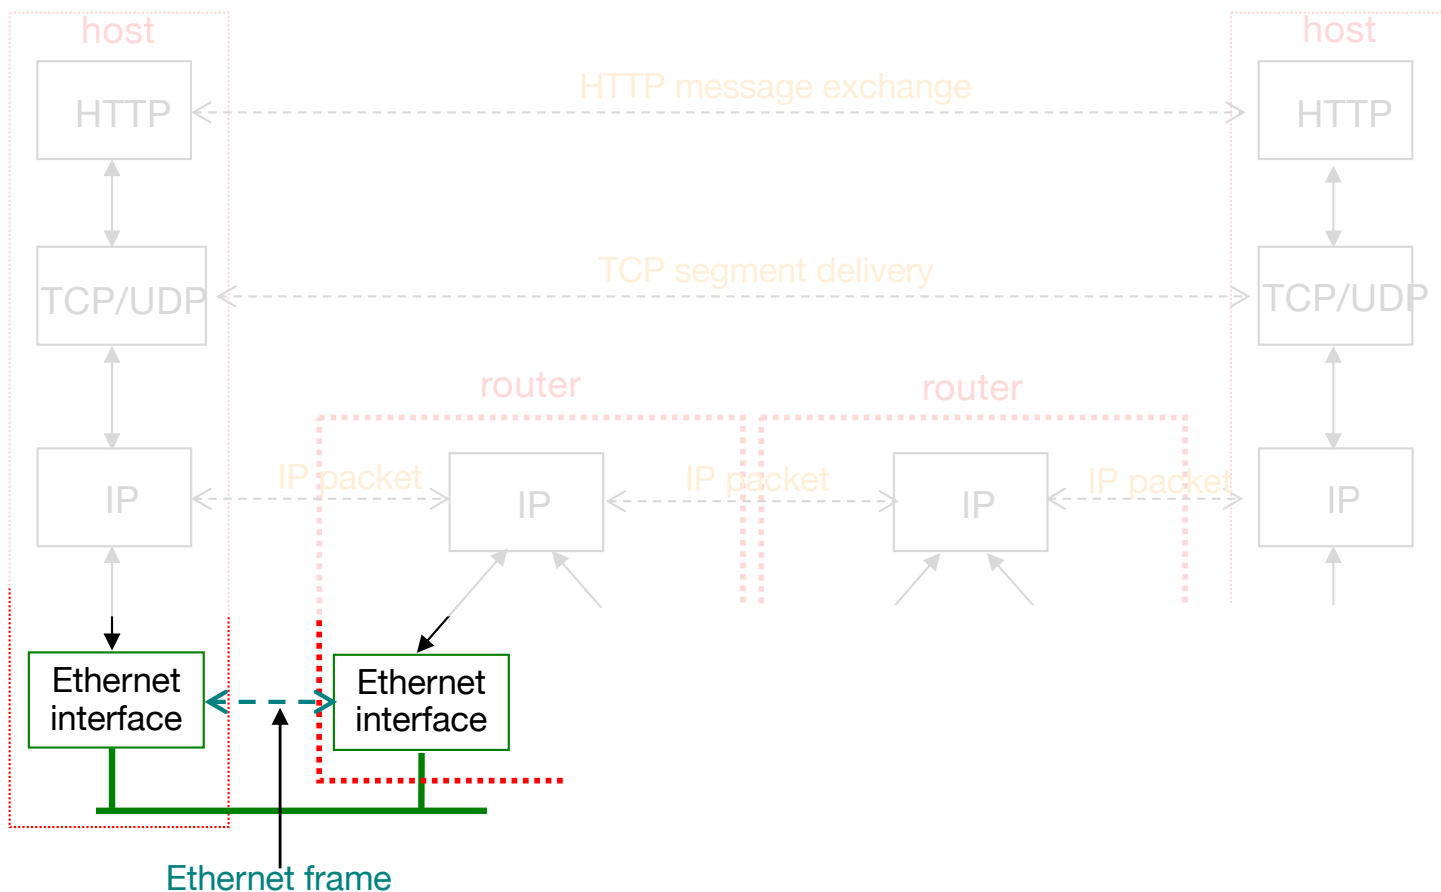 host
host
HTTP
HTTP message exchange
HTTP
TCP/UDP
TCP segment delivery
TCP/UDP
router
router
IP
IP packet
IP
IP packet
IP
IP packet
IP
Ethernet
interface
Ethernet
interface
Ethernet frame